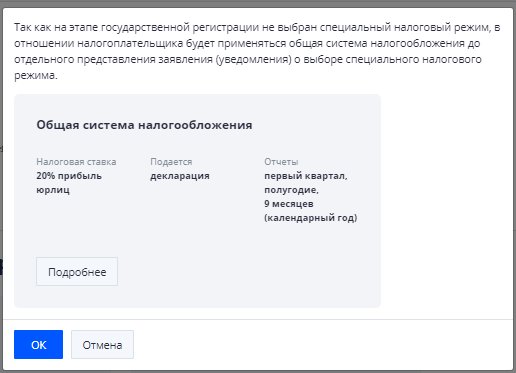 Так как на этапе государственной регистрации не выбран специальный налоговый режим, в
отношении налогоплательщика будет применяться общая система налогообложения до
отдельного представления заявления (уведомления) о выборе специального налогового
режима.
Общая система налогообложения
Налоговая ставка
20% прибыль
юрлиц
Подается
декларация
Отчеты
первый квартал,
полугодие,
9 месяцев
(календарный год)
Подробнее
ОК
Отмена